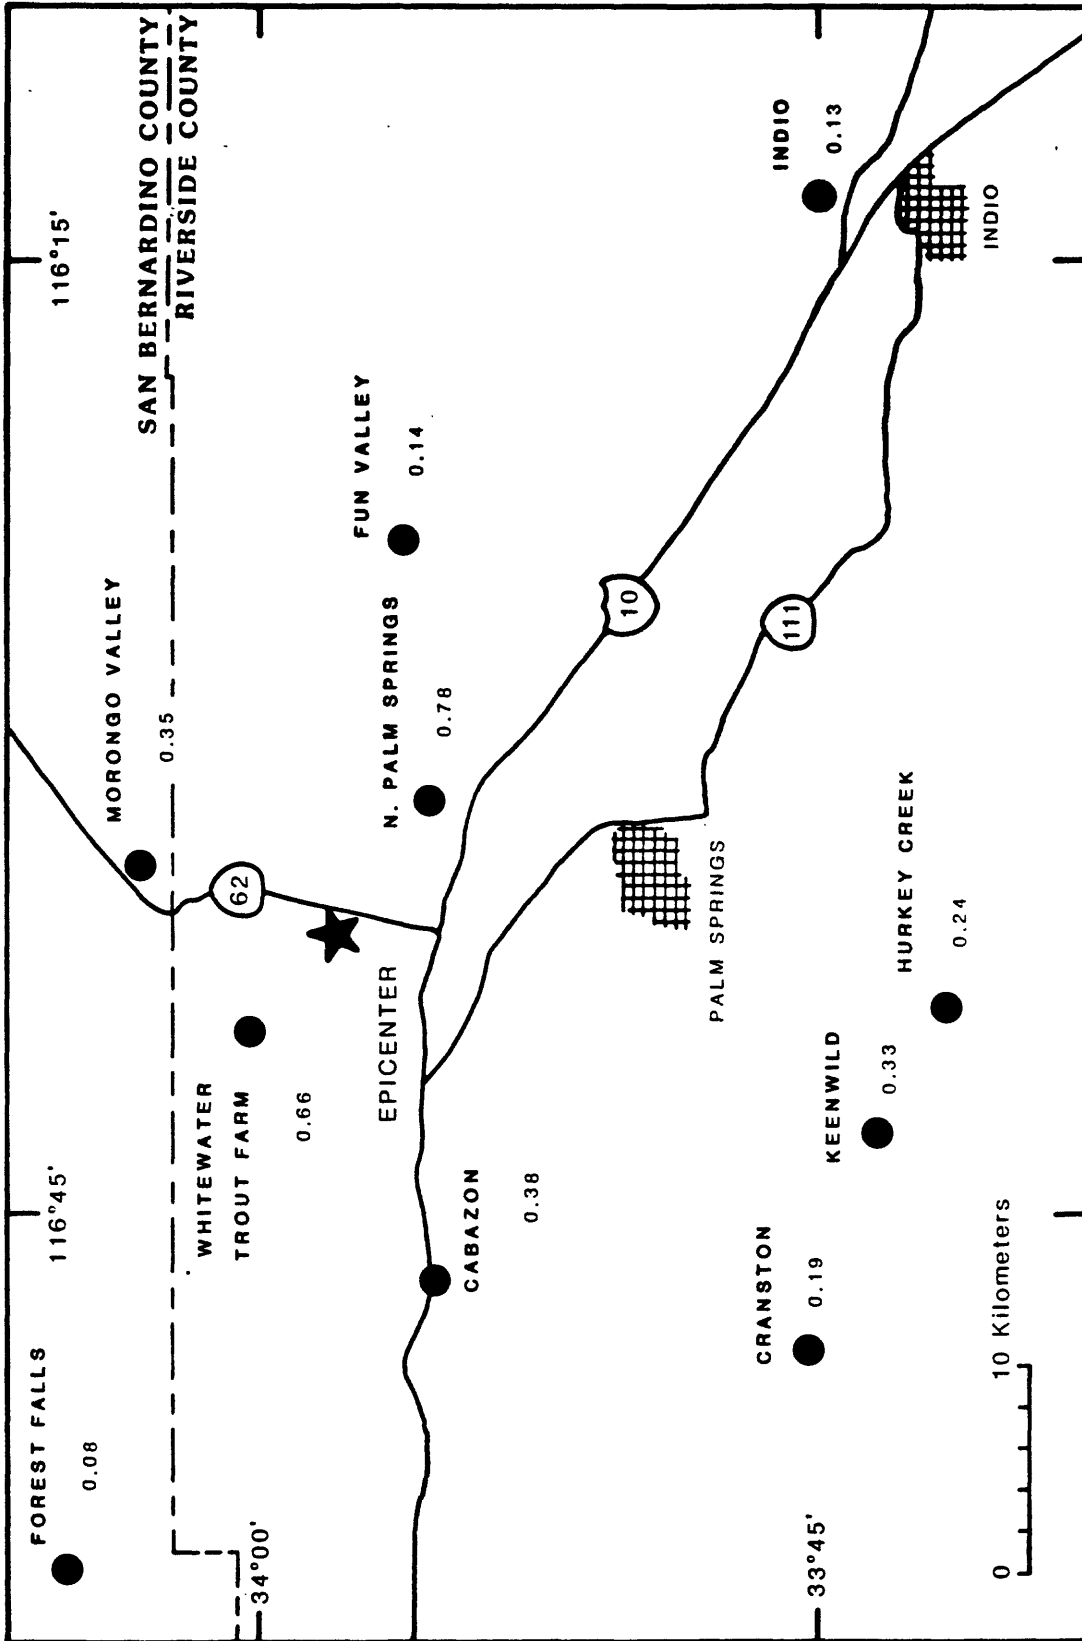 116°45'
116°15'
FOREST FALLS
0.08
MORONGO VALLEY
0.35
SAN BERNARDINO COUNTY
RIVERSIDE COUNTY
34°00'
WHITEWATER
TROUT FARM
0.66
62
EPICENTER
N. PALM SPRINGS
0.78
FUN VALLEY
0.14
CABAZON
0.38
10
PALM SPRINGS
111
CRANSTON
0.19
KEENWILD
0.33
HURKEY CREEK
0.24
INDIO
0.13
INDIO
33°45'
0
10 Kilometers